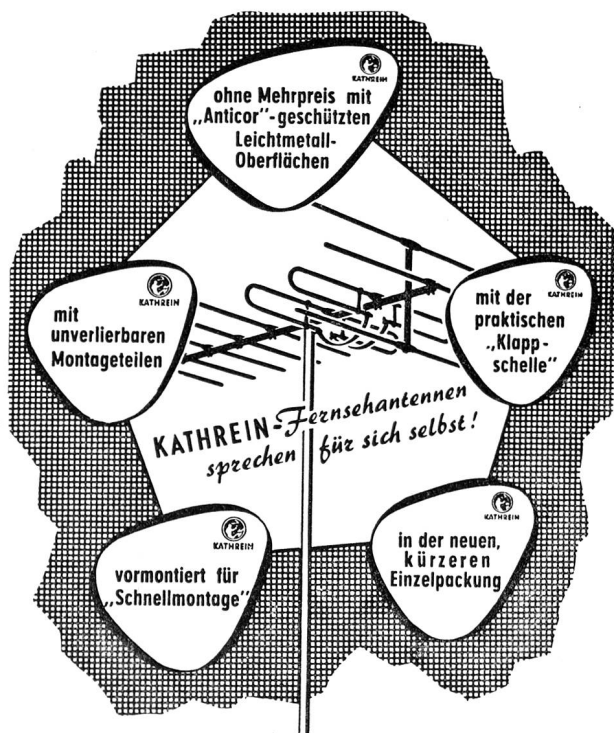 KATHREIN
ohne Mehrpreis mit
„Anticor"-geschützten
Leichtmetall-
Oberflächen
KATHREIN
mit
unverlierbaren
Montageteilen
KATHREIN
mit der
praktischen
„Klapp-
schelle"
KATHREIN-Fernsehantennen
sprechen für sich selbst!
KATHREIN
vormontiert für
„Schnellmontage"
KATHREIN
in der neuen,
kürzeren
Einzelpackung